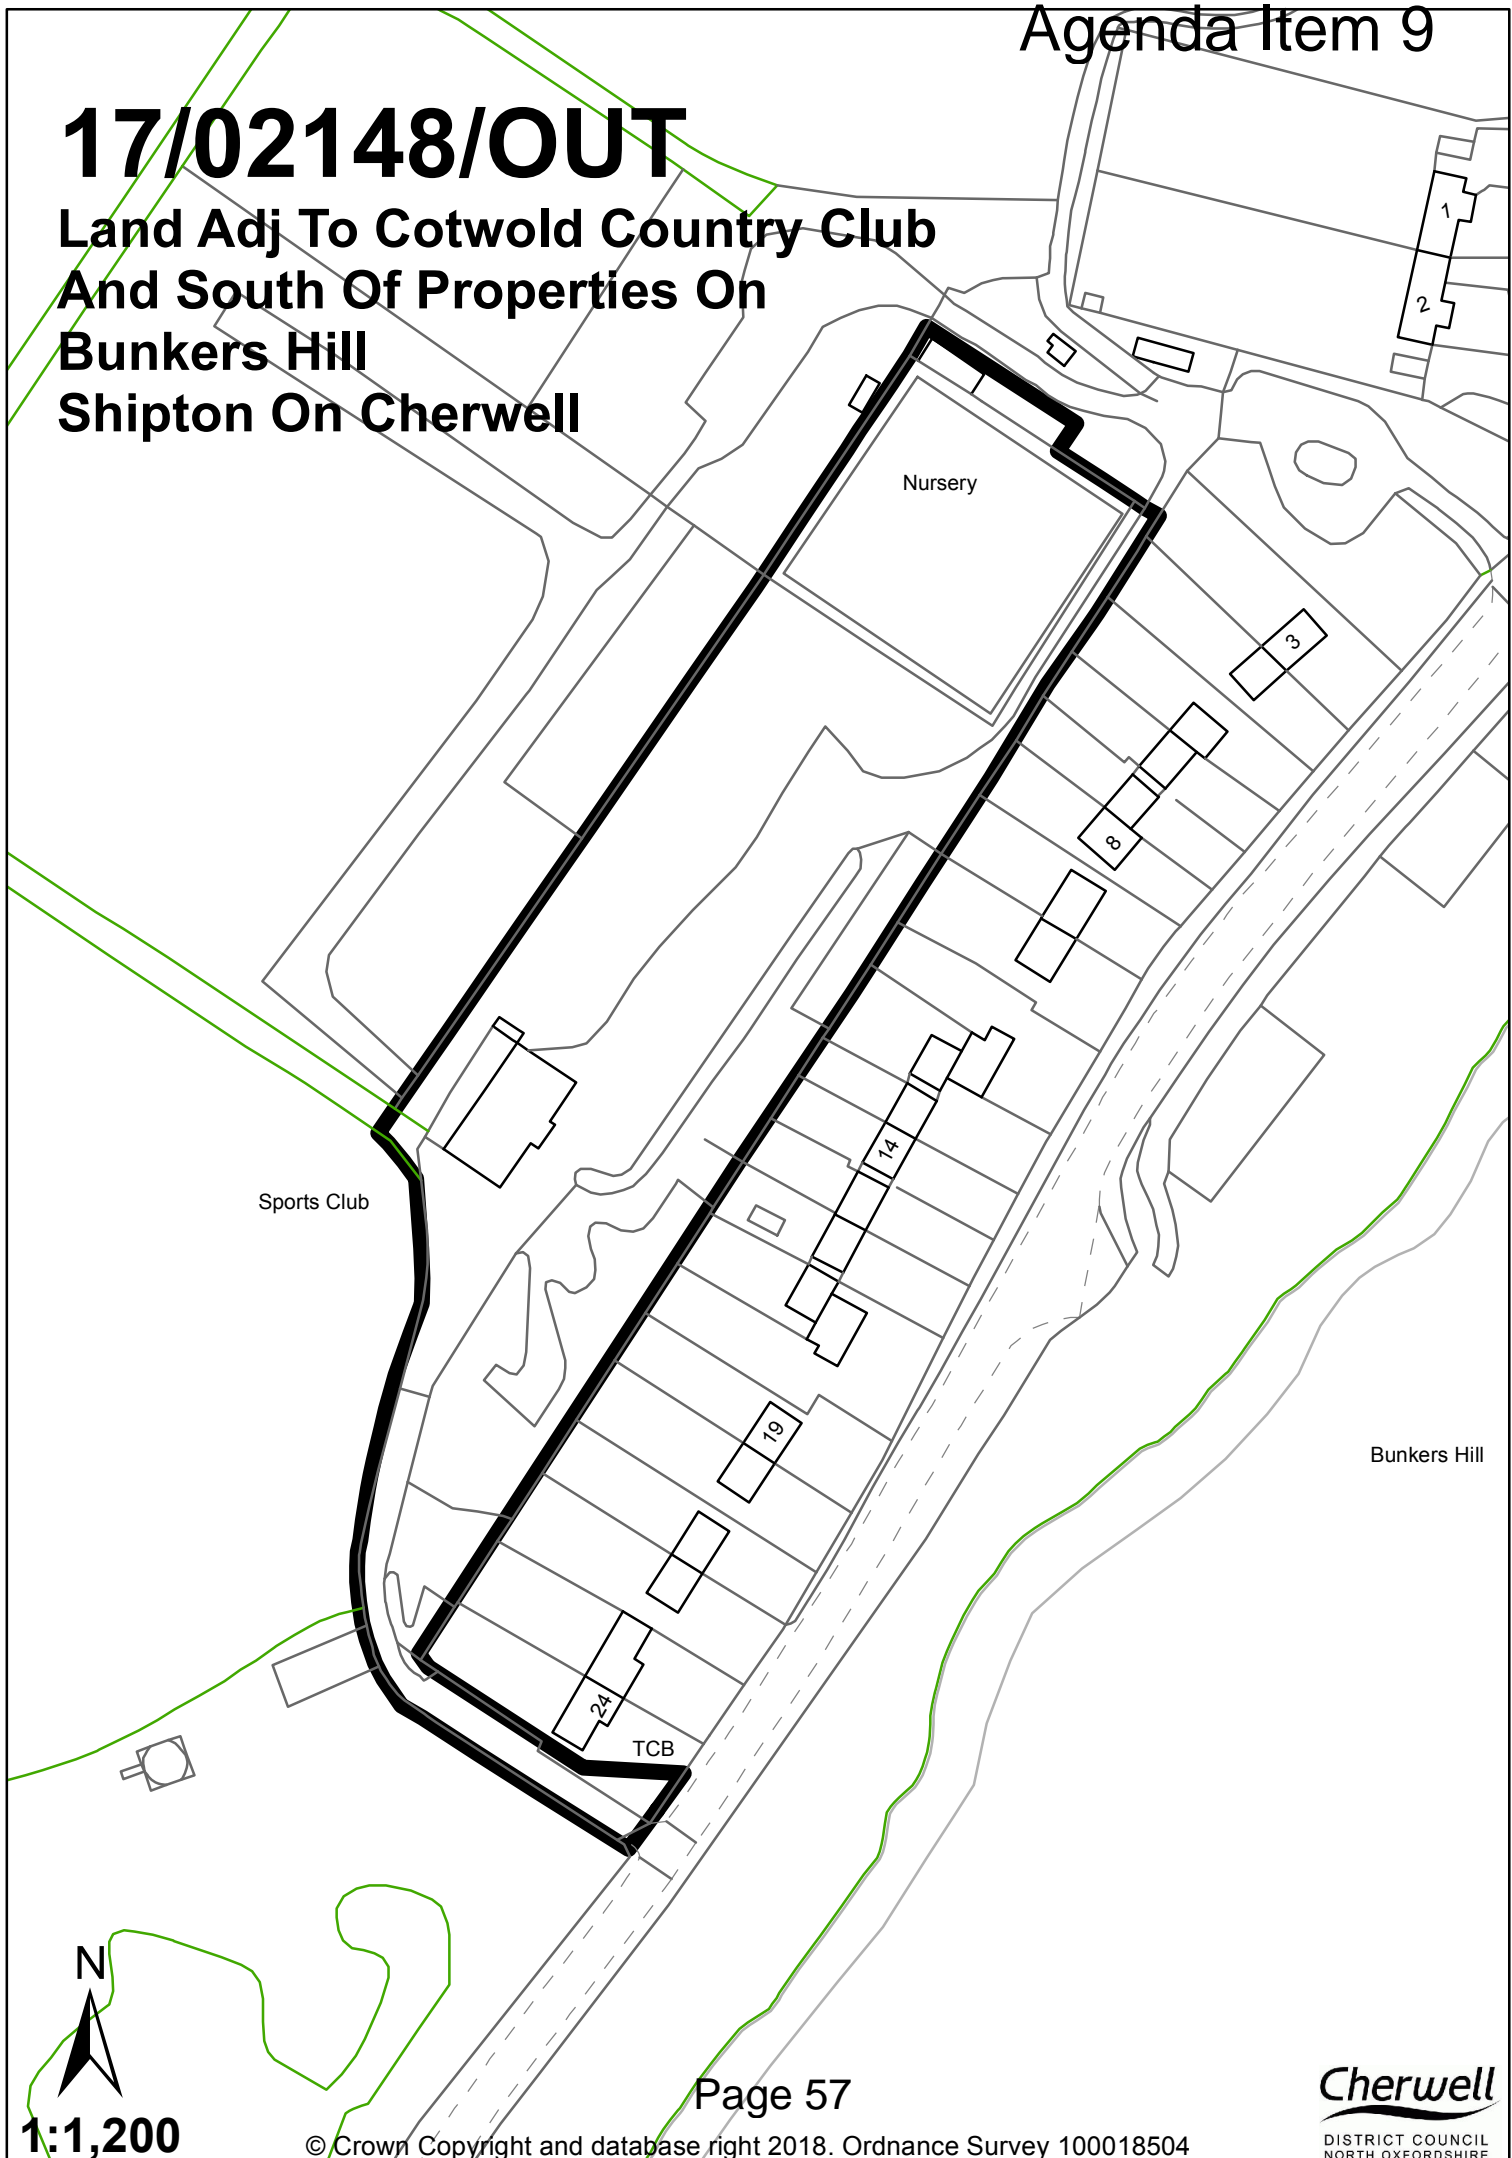 Agenda Item 9
17/02148/OUT
Land Adj To Cotwold Country Club
And South Of Properties On
Bunkers Hill
Shipton On Cherwell
1
2
Nursery
3
8
14
Sports Club
19
Bunkers Hill
24
TCB
N
1:1,200
Page 57
© Crown Copyright and database right 2018. Ordnance Survey 100018504
Cherwell
DISTRICT COUNCIL
NORTH OXFORDSHIRE